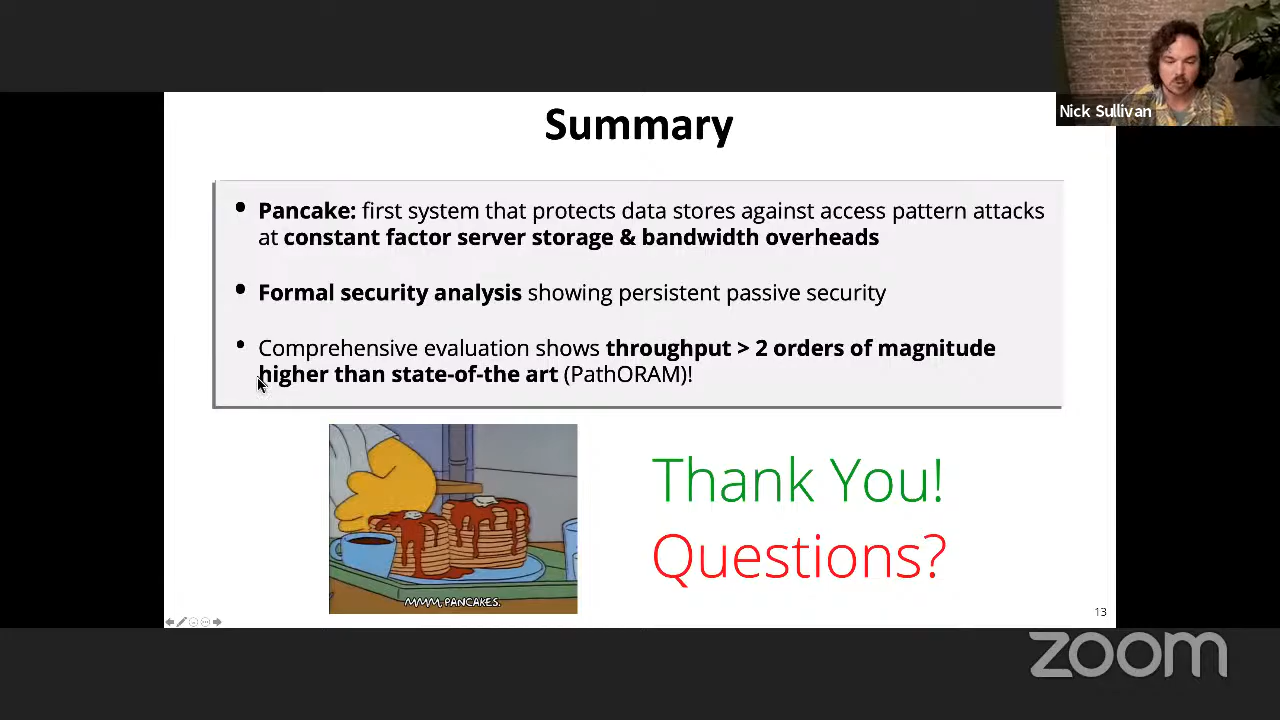 Nick Sullivan
Summary
• Pancake: first system that protects data stores against access pattern attacks
at constant factor server storage & bandwidth overheads
• Formal security analysis showing persistent passive security
• Comprehensive evaluation shows throughput > 2 orders of magnitude
higher than state-of-the art (PathORAM)!
MMM, PANCAKES.
Thank You!
Questions?
13
zoom